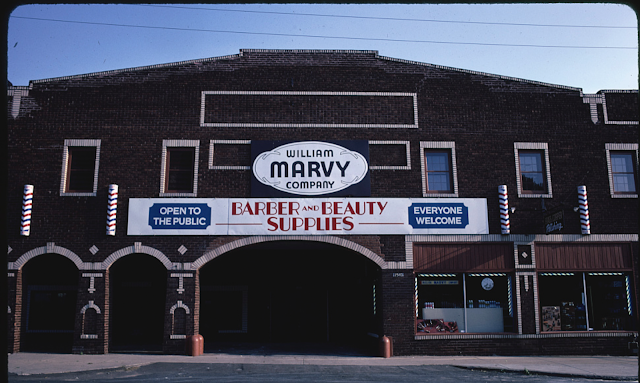 WILLIAM
MARVY
COMPANY
OPEN TO
THE PUBLIC
BARBER AND BEAUTY
SUPPLIES
EVERYONE
WELCOME